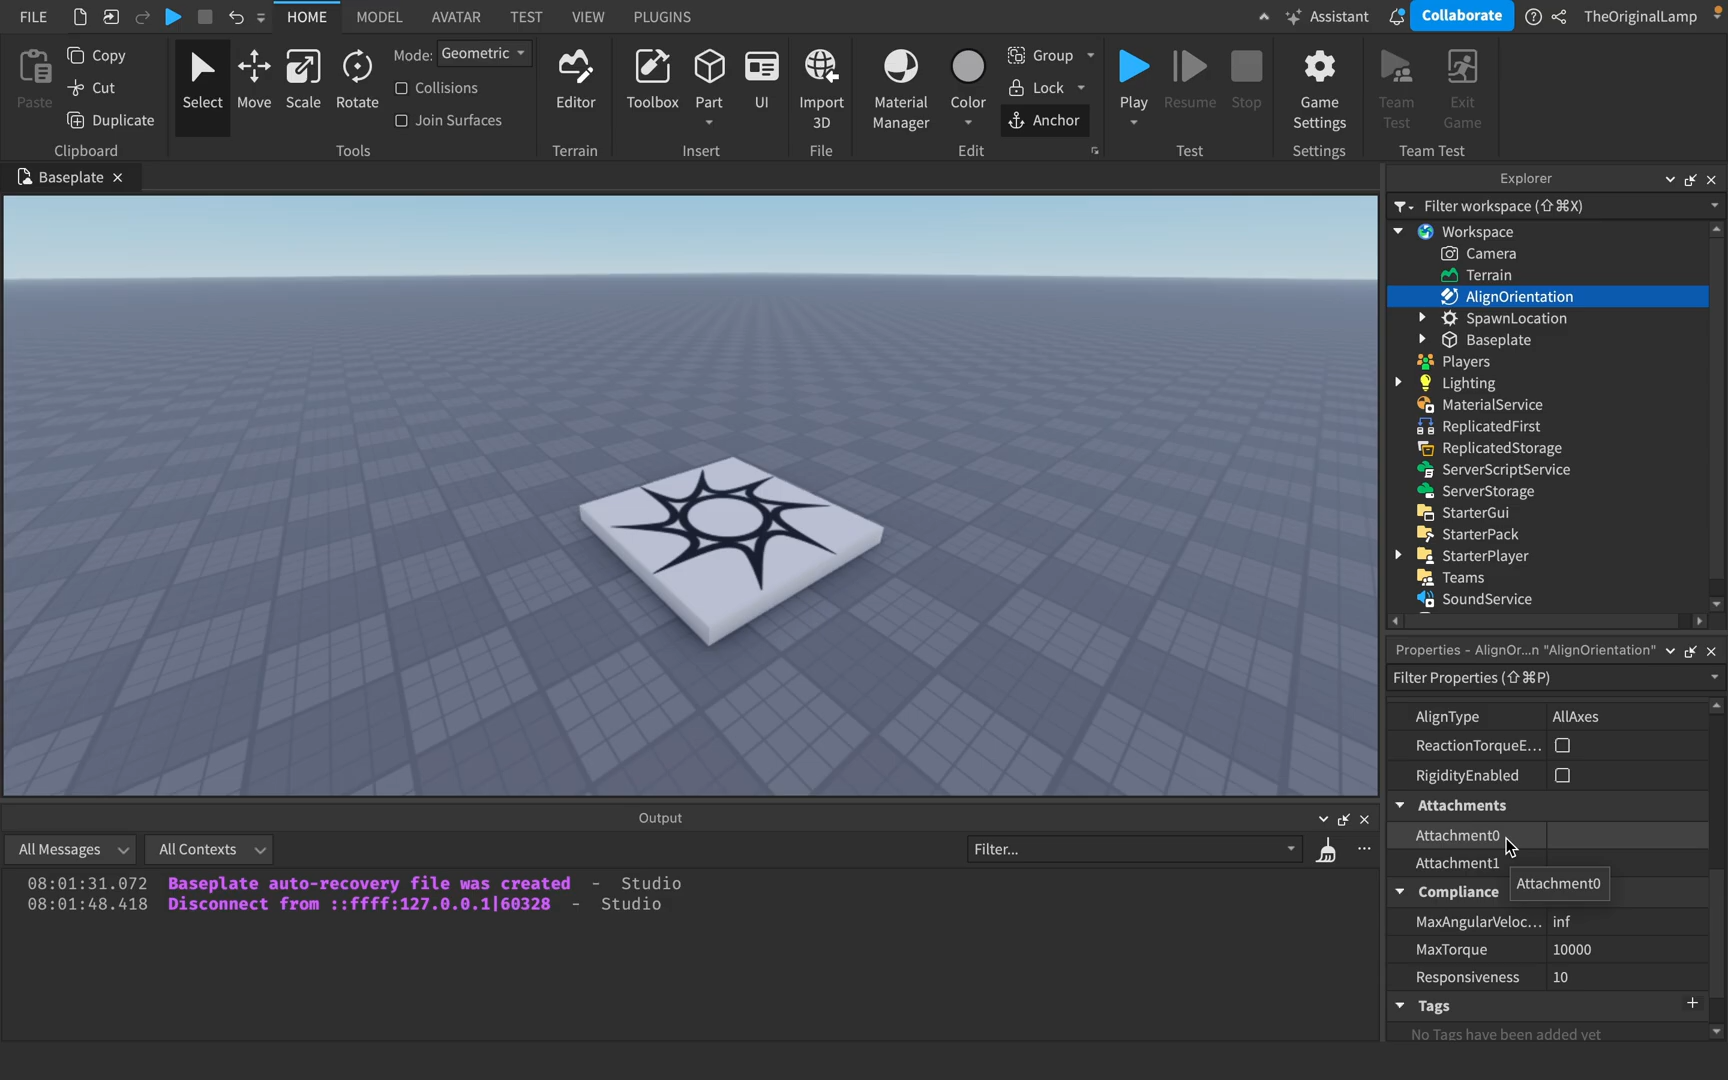 FILE HOME MODEL AVATAR TEST VIEW PLUGINS Assistant Collaborate TheOriginalLamp
Paste
Copy
Cut
Duplicate
Clipboard
Select Move Scale Rotate
Mode: Geometric
Collisions
Join Surfaces
Tools
Editor
Terrain
Toolbox Part UI
Insert
Import
3D
File
Material
Manager
Color
Group
Lock
Anchor
Edit
Play Resume Stop
Test
Game
Settings
Settings
Team
Test
Exit
Game
Team Test
Baseplate
Explorer
Filter workspace (⇧⌘X)
Workspace
Camera
Terrain
AlignOrientation
SpawnLocation
Baseplate
Players
Lighting
MaterialService
ReplicatedFirst
ReplicatedStorage
ServerScriptService
ServerStorage
StarterGui
StarterPack
StarterPlayer
Teams
SoundService
Properties - AlignOr...n "AlignOrientation"
Filter Properties (⇧⌘P)
AlignType AllAxes
ReactionTorqueE...
RigidityEnabled
Attachments
Attachment0
Attachment1
Attachment0
Compliance
MaxAngularVeloc... inf
MaxTorque 10000
Responsiveness 10
Tags
No Tags have been added yet
Output
All Messages All Contexts Filter...
08:01:31.072 Baseplate auto-recovery file was created - Studio
08:01:48.418 Disconnect from ::ffff:127.0.0.1|60328 - Studio